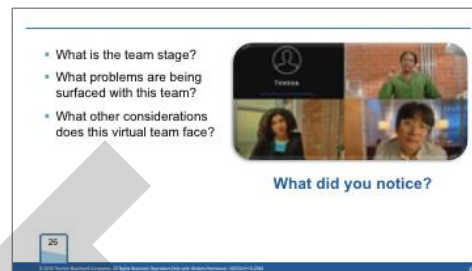 ▪ What is the team stage?
▪ What problems are being
surfaced with this team?
▪ What other considerations
does this virtual team face?
Teresa
What did you notice?
26